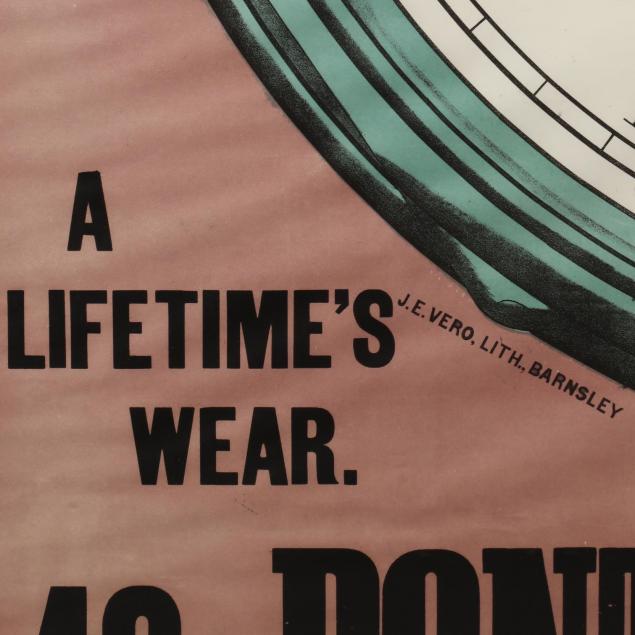 A
LIFETIME'S
WEAR.
J. E. VERO, LITH., BARNSLEY